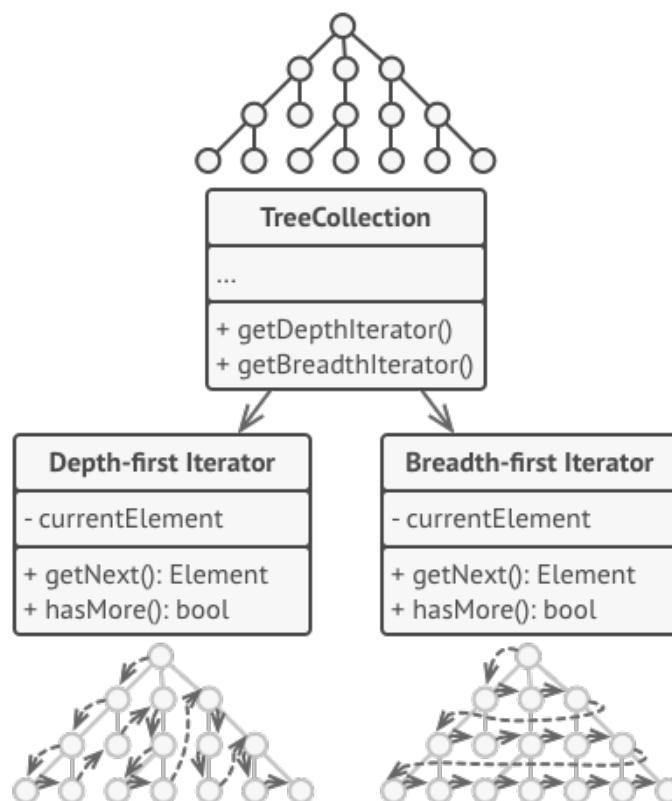 TreeCollection
...
+ getDepthIterator()
+ getBreadthIterator()
Depth-first Iterator
- currentElement
+ getNext(): Element
+ hasMore(): bool
Breadth-first Iterator
- currentElement
+ getNext(): Element
+ hasMore(): bool